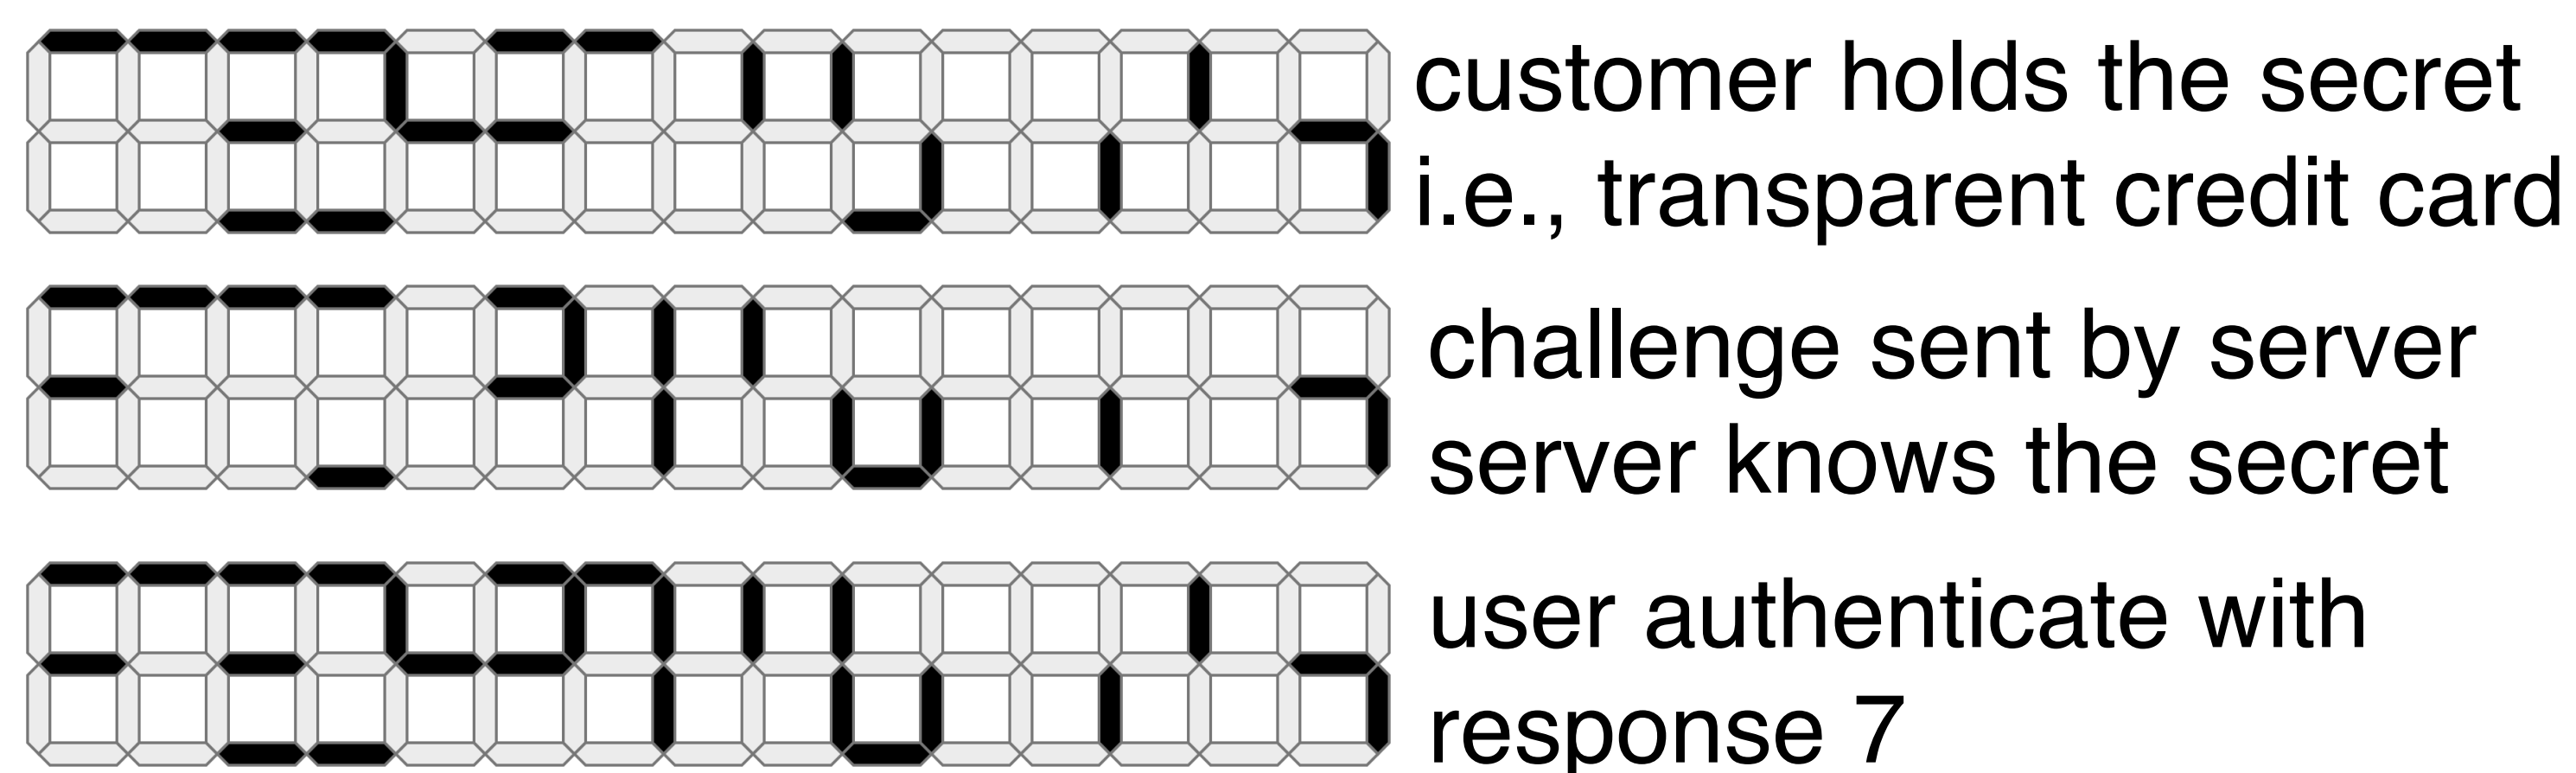 customer holds the secret
i.e., transparent credit card
challenge sent by server
server knows the secret
user authenticate with
response 7